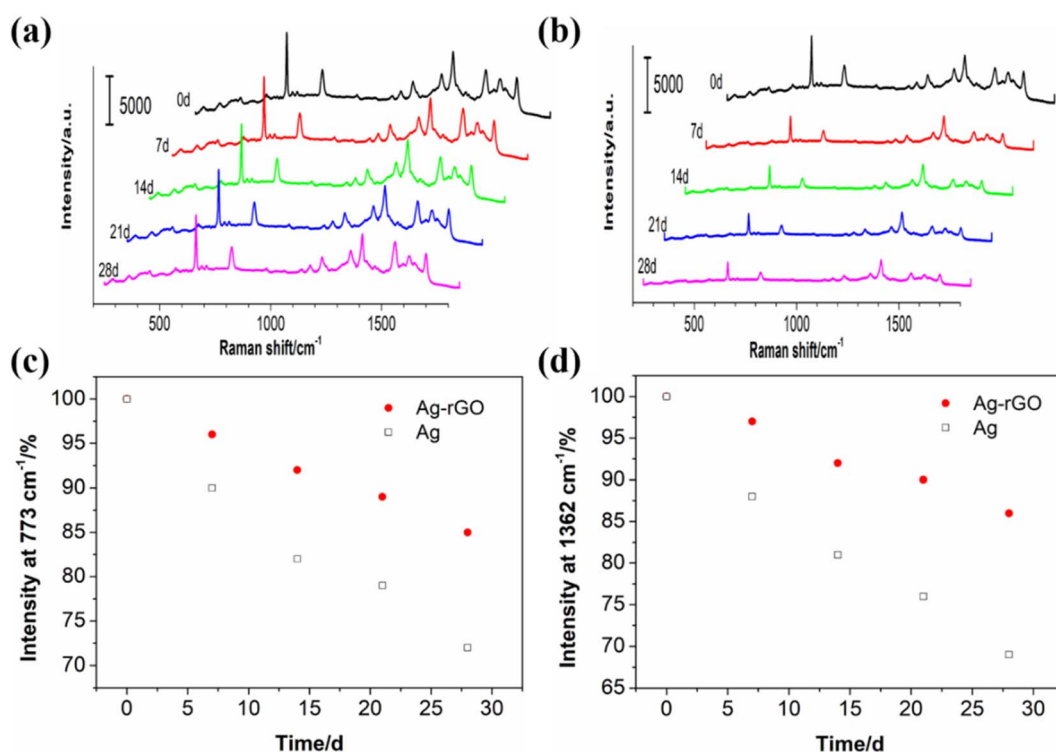 (a)
Intensity/a.u.
5000
0d
7d
14d
21d
28d
500
1000
1500
Raman shift/cm-1
(b)
Intensity/a.u.
5000
0d
7d
14d
21d
28d
500
1000
1500
Raman shift/cm-1
(c)
Intensity at 773 cm-1/%
100
95
90
85
80
75
70
Ag-rGO
Ag
0
5
10
15
20
25
30
Time/d
(d)
Intensity at 1362 cm-1/%
100
95
90
85
80
75
70
65
Ag-rGO
Ag
0
5
10
15
20
25
30
Time/d